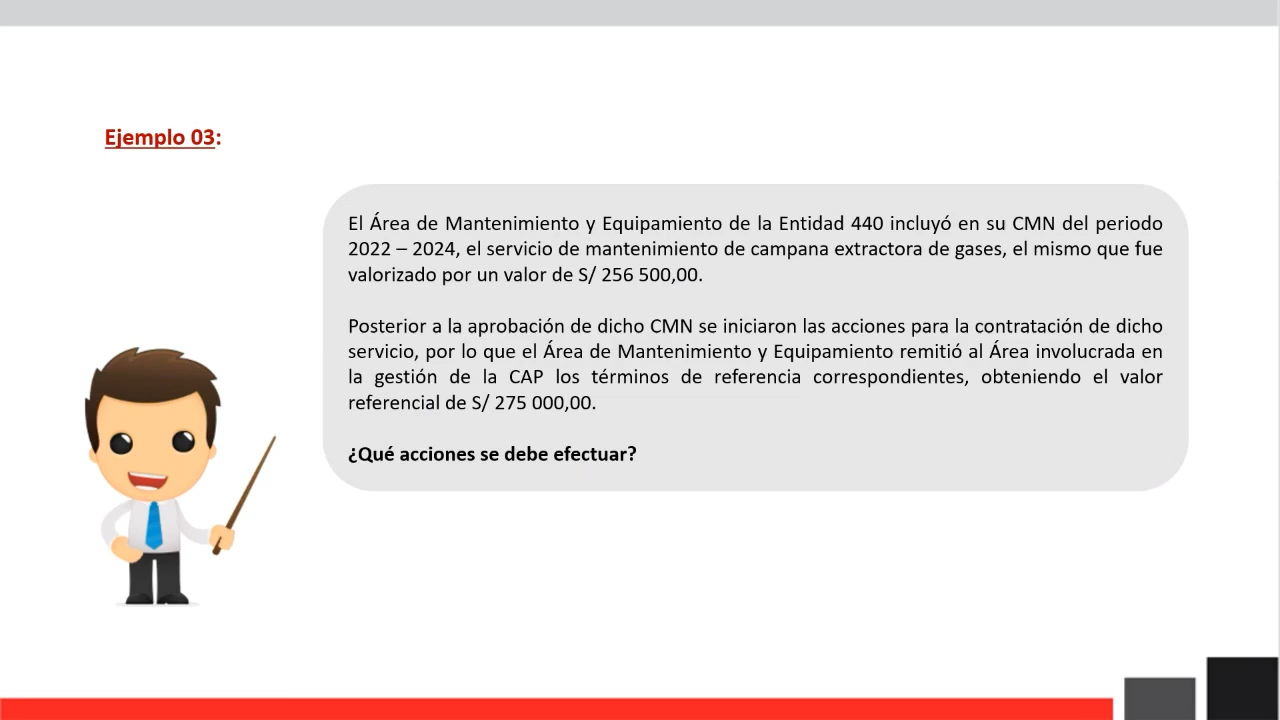 Ejemplo 03:
El Área de Mantenimiento y Equipamiento de la Entidad 440 incluyó en su CMN del periodo
2022 – 2024, el servicio de mantenimiento de campana extractora de gases, el mismo que fue
valorizado por un valor de S/ 256 500,00.
Posterior a la aprobación de dicho CMN se iniciaron las acciones para la contratación de dicho
servicio, por lo que el Área de Mantenimiento y Equipamiento remitió al Área involucrada en
la gestión de la CAP los términos de referencia correspondientes, obteniendo el valor
referencial de S/ 275 000,00.
¿Qué acciones se debe efectuar?